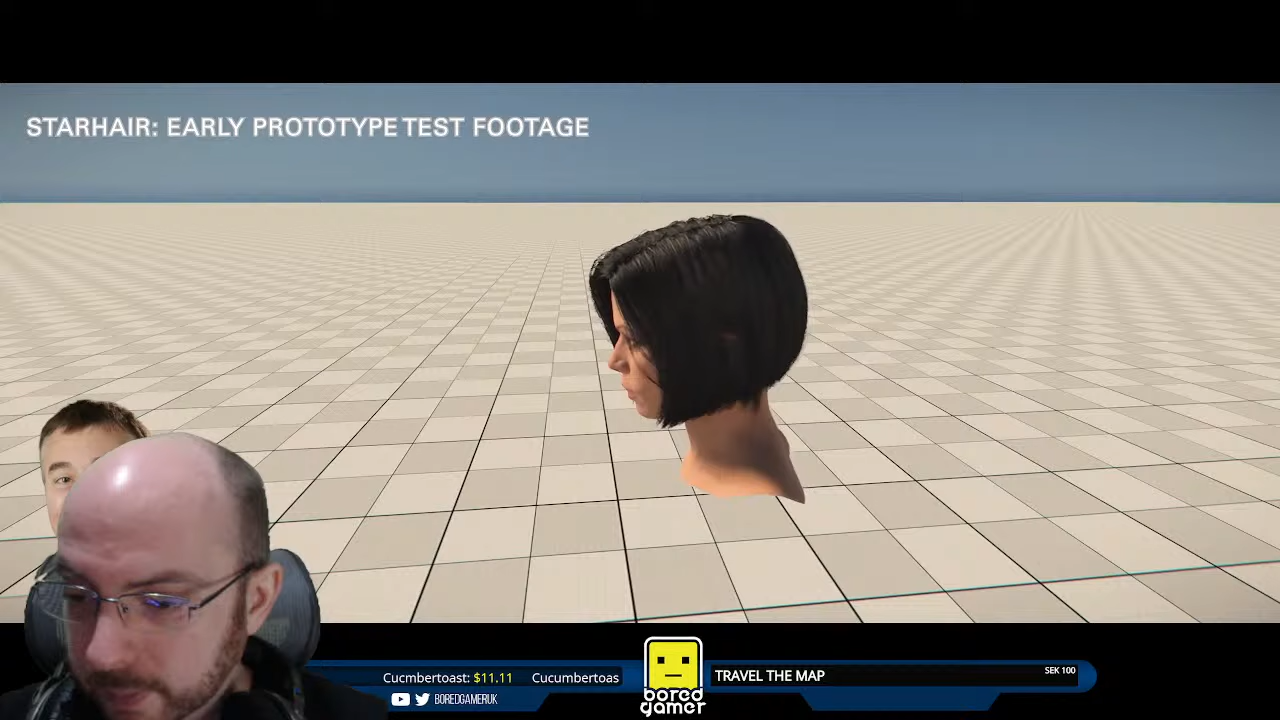 STARHAIR: EARLY PROTOTYPE TEST FOOTAGE
Cucmbertoast: $11.11 Cucumbertoas
BOREDGAMERUK
bored
gamer
TRAVEL THE MAP
SEK 100